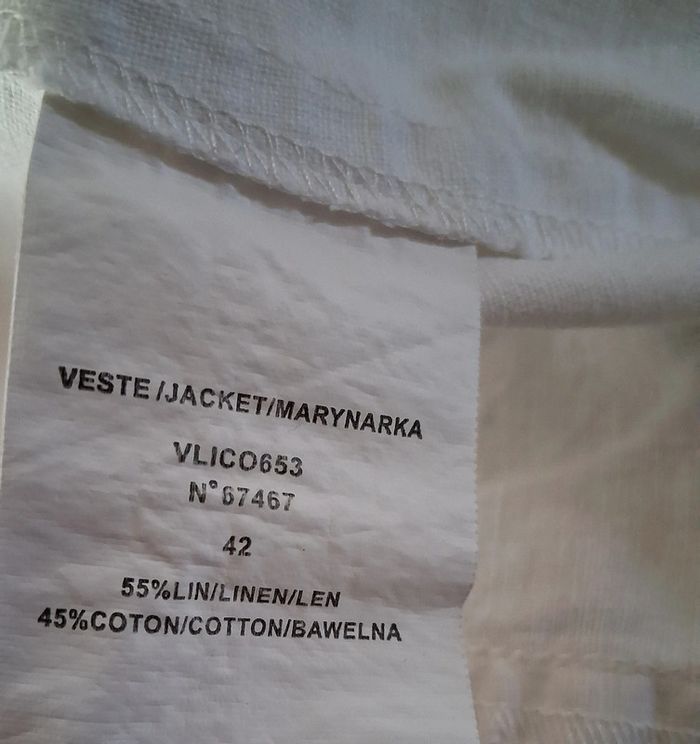 VESTE/JACKET/MARYNARKA
VLICO653
N°67467
42
55%LIN/LINEN/LEN
45%COTON/COTTON/BAWELNA